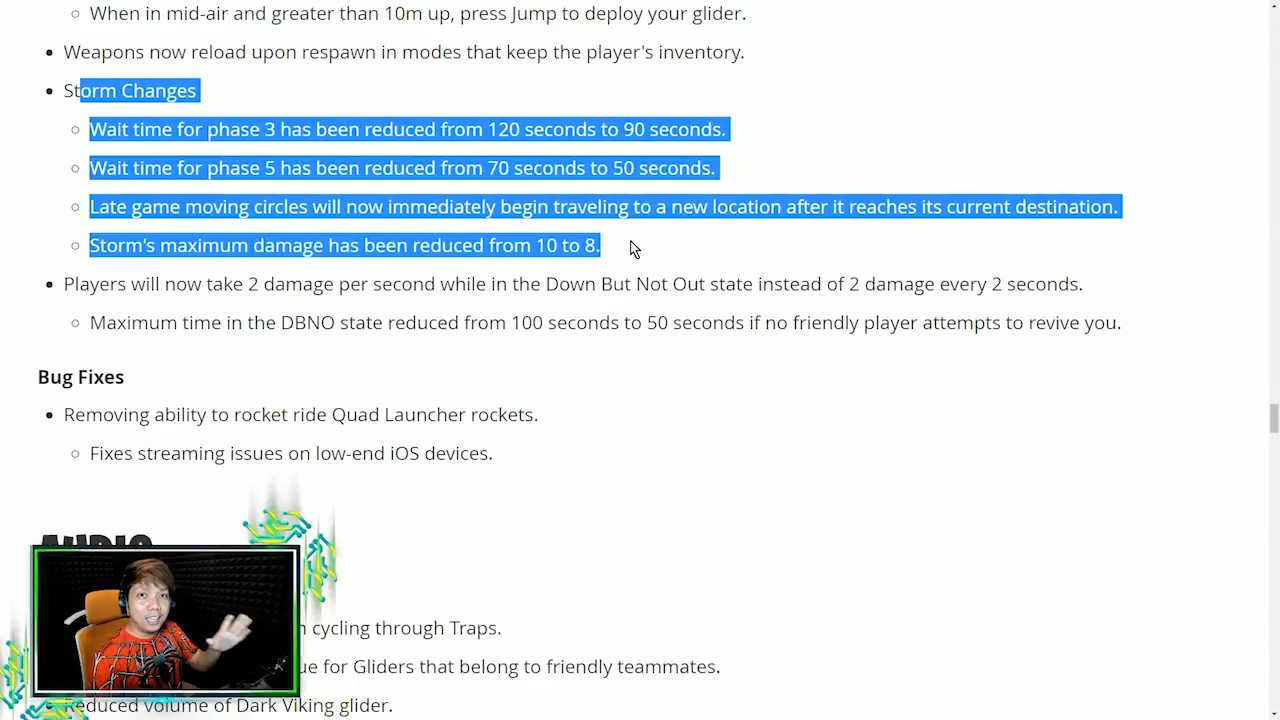 When in mid-air and greater than 10m up, press Jump to deploy your glider.
Weapons now reload upon respawn in modes that keep the player's inventory.
Storm Changes
Wait time for phase 3 has been reduced from 120 seconds to 90 seconds.
Wait time for phase 5 has been reduced from 70 seconds to 50 seconds.
Late game moving circles will now immediately begin traveling to a new location after it reaches its current destination.
Storm's maximum damage has been reduced from 10 to 8.
Players will now take 2 damage per second while in the Down But Not Out state instead of 2 damage every 2 seconds.
Maximum time in the DBNO state reduced from 100 seconds to 50 seconds if no friendly player attempts to revive you.
Bug Fixes
Removing ability to rocket ride Quad Launcher rockets.
Fixes streaming issues on low-end iOS devices.
AUDIO
cycling through Traps.
for Gliders that belong to friendly teammates.
Reduced volume of Dark Viking glider.